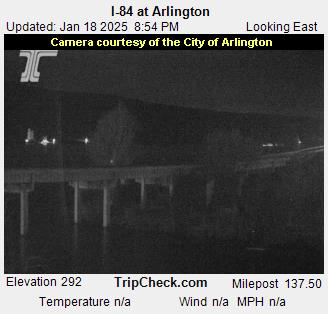 I-84 at Arlington
Updated: Jan 18 2025 8:54 PM Looking East
Camera courtesy of the City of Arlington
Elevation 292 TripCheck.com Milepost 137.50
Temperature n/a Wind n/a MPH n/a